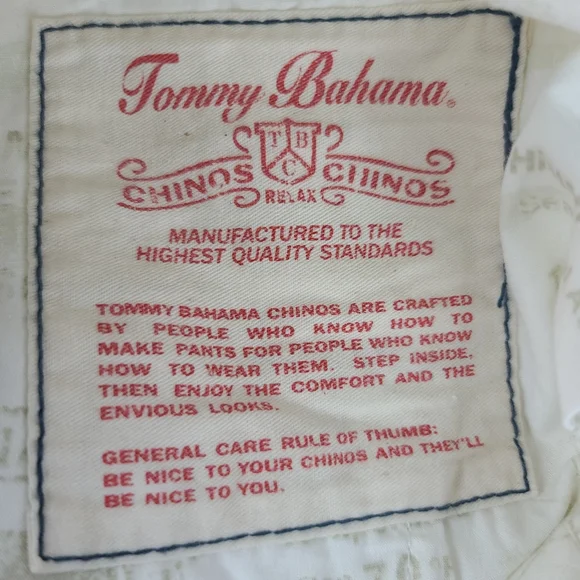 Tommy Bahama®
T B
C
CHINOS CHINOS
RELAX
MANUFACTURED TO THE
HIGHEST QUALITY STANDARDS
TOMMY BAHAMA CHINOS ARE CRAFTED
BY PEOPLE WHO KNOW HOW TO
MAKE PANTS FOR PEOPLE WHO KNOW
HOW TO WEAR THEM. STEP INSIDE,
THEN ENJOY THE COMFORT AND THE
ENVIOUS LOOKS.
GENERAL CARE RULE OF THUMB:
BE NICE TO YOUR CHINOS AND THEY'LL
BE NICE TO YOU.